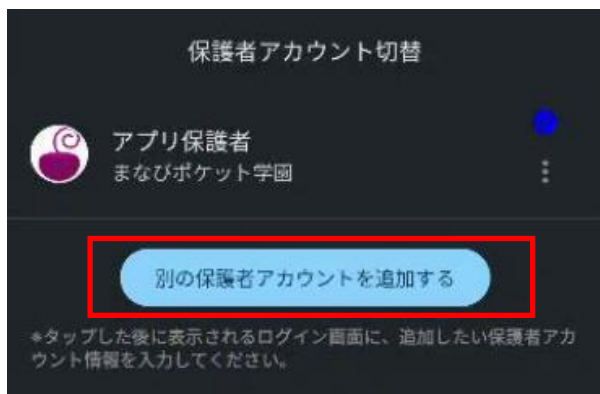 保護者アカウント切替
アプリ保護者
まなびポケット学園
別の保護者アカウントを追加する
※タップした後に表示されるログイン画面に、追加したい保護者アカ
ウント情報を入力してください。